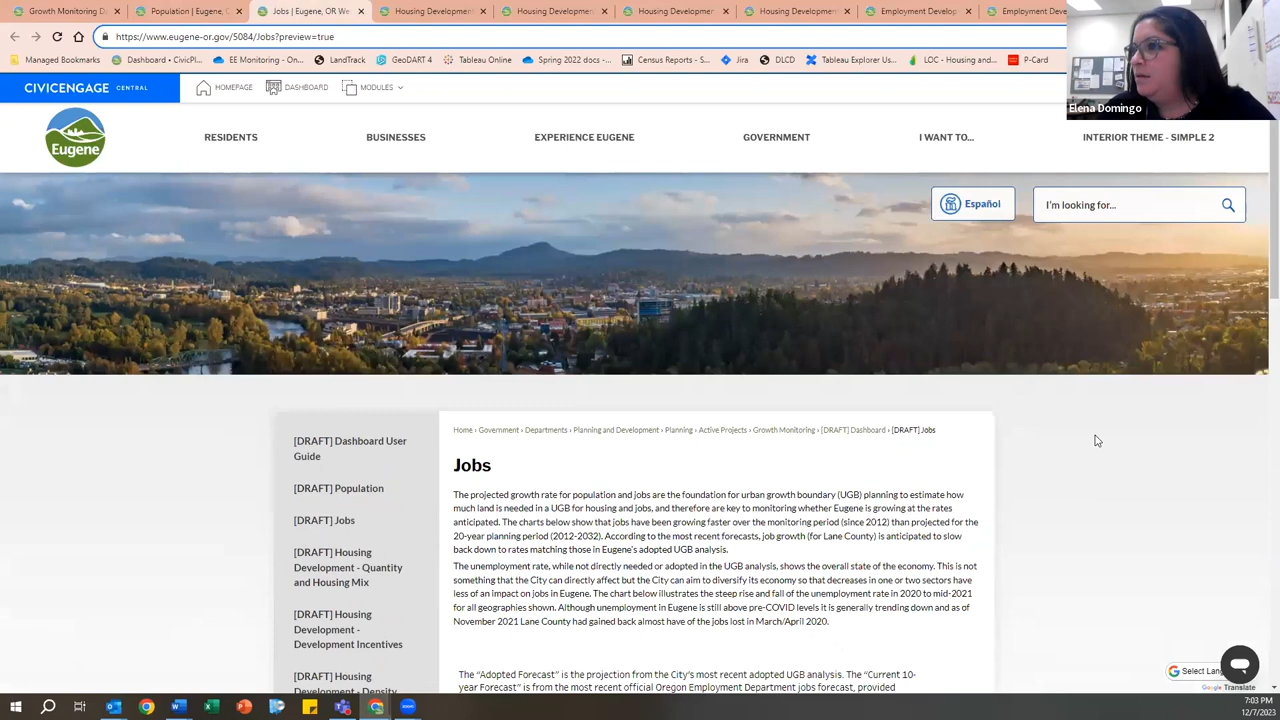 Growth Monitoring Da
Population | Eugene, O
Jobs | Eugene, OR We
Housing Development
Housing Development
Housing Development
Housing Development
Employment Develop
Employment Dev
https://www.eugene-or.gov/5084/Jobs?preview=true
Managed Bookmarks
Dashboard • CivicPl...
EE Monitoring - On...
LandTrack
GeoDART 4
Tableau Online
Spring 2022 docs -...
Census Reports - S...
Jira
DLCD
Tableau Explorer Us...
LOC - Housing and...
P-Card
Elena Domingo
CIVICENGAGE CENTRAL
HOMEPAGE
DASHBOARD
MODULES
Eugene
RESIDENTS
BUSINESSES
EXPERIENCE EUGENE
GOVERNMENT
I WANT TO...
INTERIOR THEME - SIMPLE 2
Español
I'm looking for...
[DRAFT] Dashboard User
Guide
[DRAFT] Population
[DRAFT] Jobs
[DRAFT] Housing
Development - Quantity
and Housing Mix
[DRAFT] Housing
Development -
Development Incentives
[DRAFT] Housing
Development - Density
Home › Government › Departments › Planning and Development › Planning › Active Projects › Growth Monitoring › [DRAFT] Dashboard › [DRAFT] Jobs
Jobs
The projected growth rate for population and jobs are the foundation for urban growth boundary (UGB) planning to estimate how
much land is needed in a UGB for housing and jobs, and therefore are key to monitoring whether Eugene is growing at the rates
anticipated. The charts below show that jobs have been growing faster over the monitoring period (since 2012) than projected for the
20-year planning period (2012-2032). According to the most recent forecasts, job growth (for Lane County) is anticipated to slow
back down to rates matching those in Eugene's adopted UGB analysis.
The unemployment rate, while not directly needed or adopted in the UGB analysis, shows the overall state of the economy. This is not
something that the City can directly affect but the City can aim to diversify its economy so that decreases in one or two sectors have
less of an impact on jobs in Eugene. The chart below illustrates the steep rise and fall of the unemployment rate in 2020 to mid-2021
for all geographies shown. Although unemployment in Eugene is still above pre-COVID levels it is generally trending down and as of
November 2021 Lane County had gained back almost have of the jobs lost in March/April 2020.
The "Adopted Forecast" is the projection from the City's most recent adopted UGB analysis. The "Current 10-
year Forecast" is from the most recent official Oregon Employment Department jobs forecast, provided
Select Lan
Google Translate
7:03 PM
12/7/2023